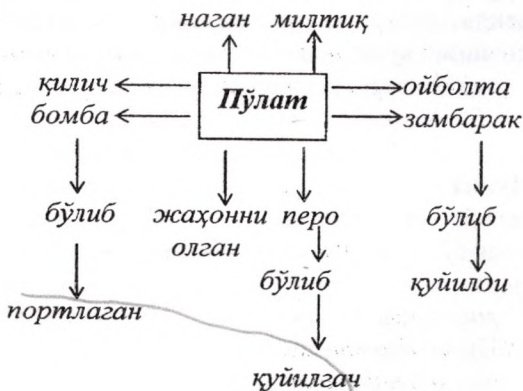 наган милтиқ
қилич Пўлат ойболта
бомба замбарак
бўлиб жаҳонни перо бўлиб
олган
бўлиб қуйилди
портлаган
қуйилгач